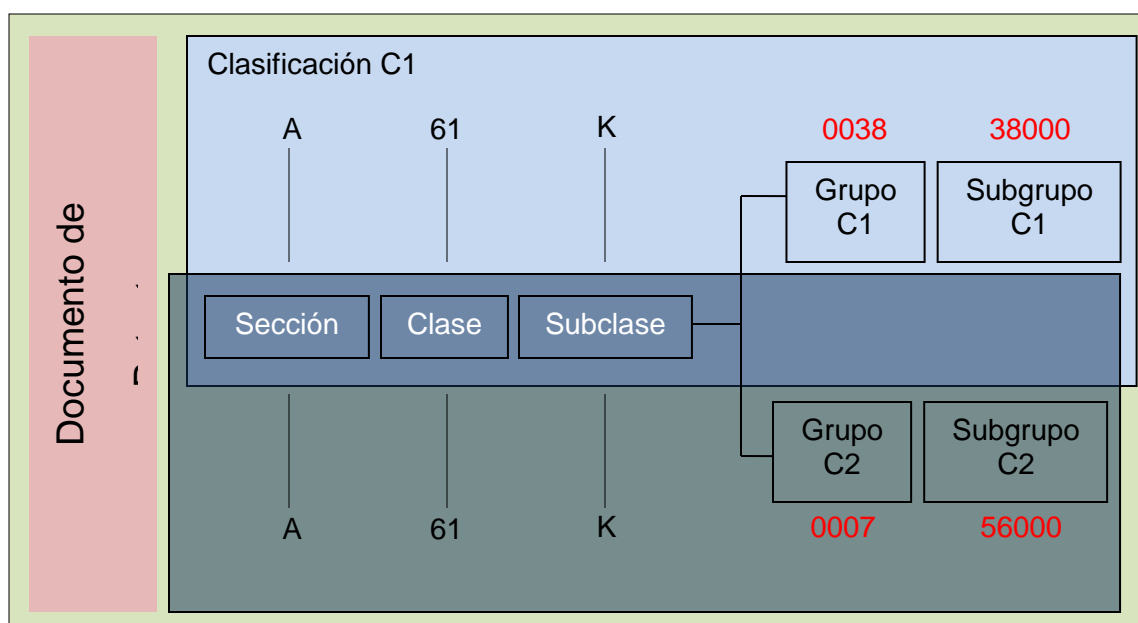 Clasificación C1
A 61 K 0038 38000
Grupo C1 Subgrupo C1
Documento de
Sección Clase Subclase
Grupo C2 Subgrupo C2
A 61 K 0007 56000